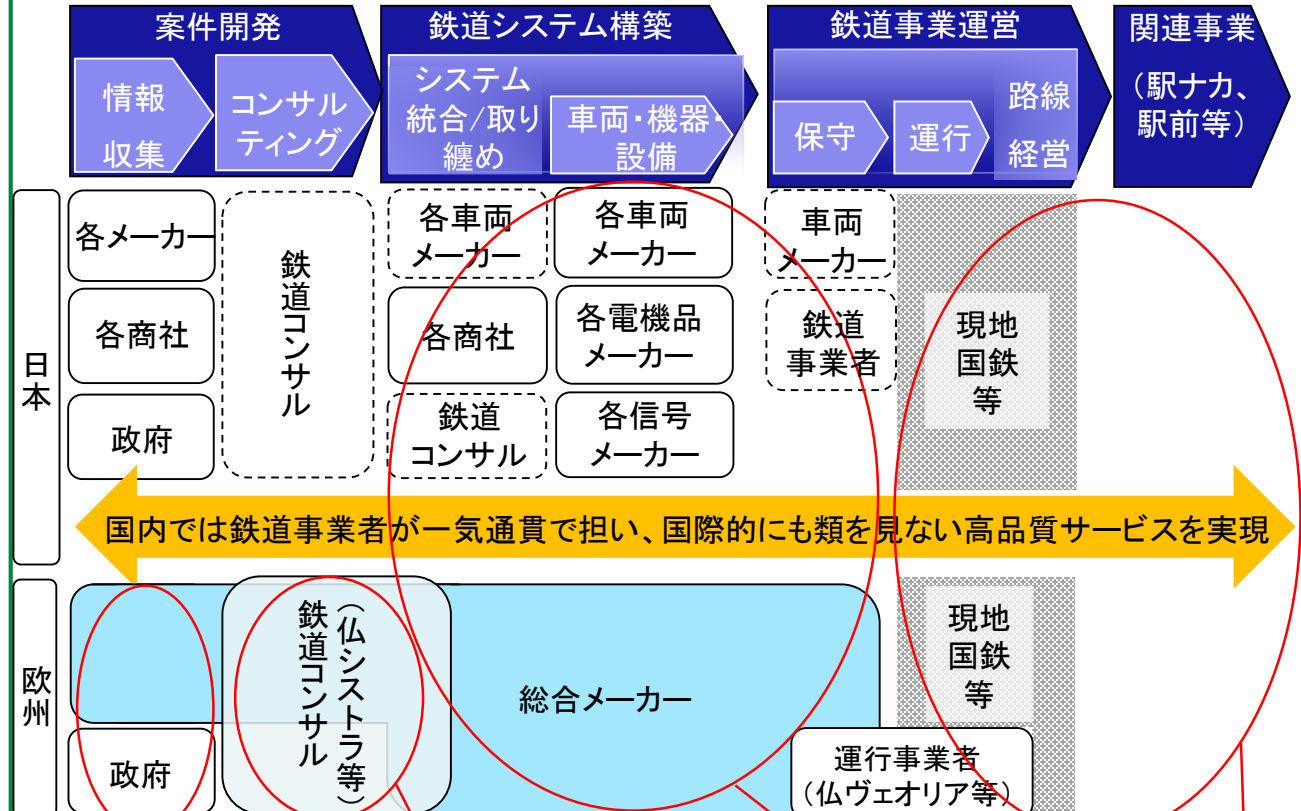 案件開発
情報
収集
コンサル
ティング
鉄道システム構築
システム
統合/取り
纏め
車両・機器・
設備
鉄道事業運営
保守
運行
路線
経営
関連事業
（駅ナカ、
駅前等）
日本
各メーカー
各商社
政府
鉄道コンサル
各車両
メーカー
各商社
鉄道
コンサル
各車両
メーカー
各電機品
メーカー
各信号
メーカー
車両
メーカー
鉄道
事業者
現地
国鉄
等
国内では鉄道事業者が一気通貫で担い、国際的にも類を見ない高品質サービスを実現
欧州
政府
鉄道コンサル
（仏システトラ等）
総合メーカー
現地
国鉄
等
運行事業者
（仏ヴェオリア等）